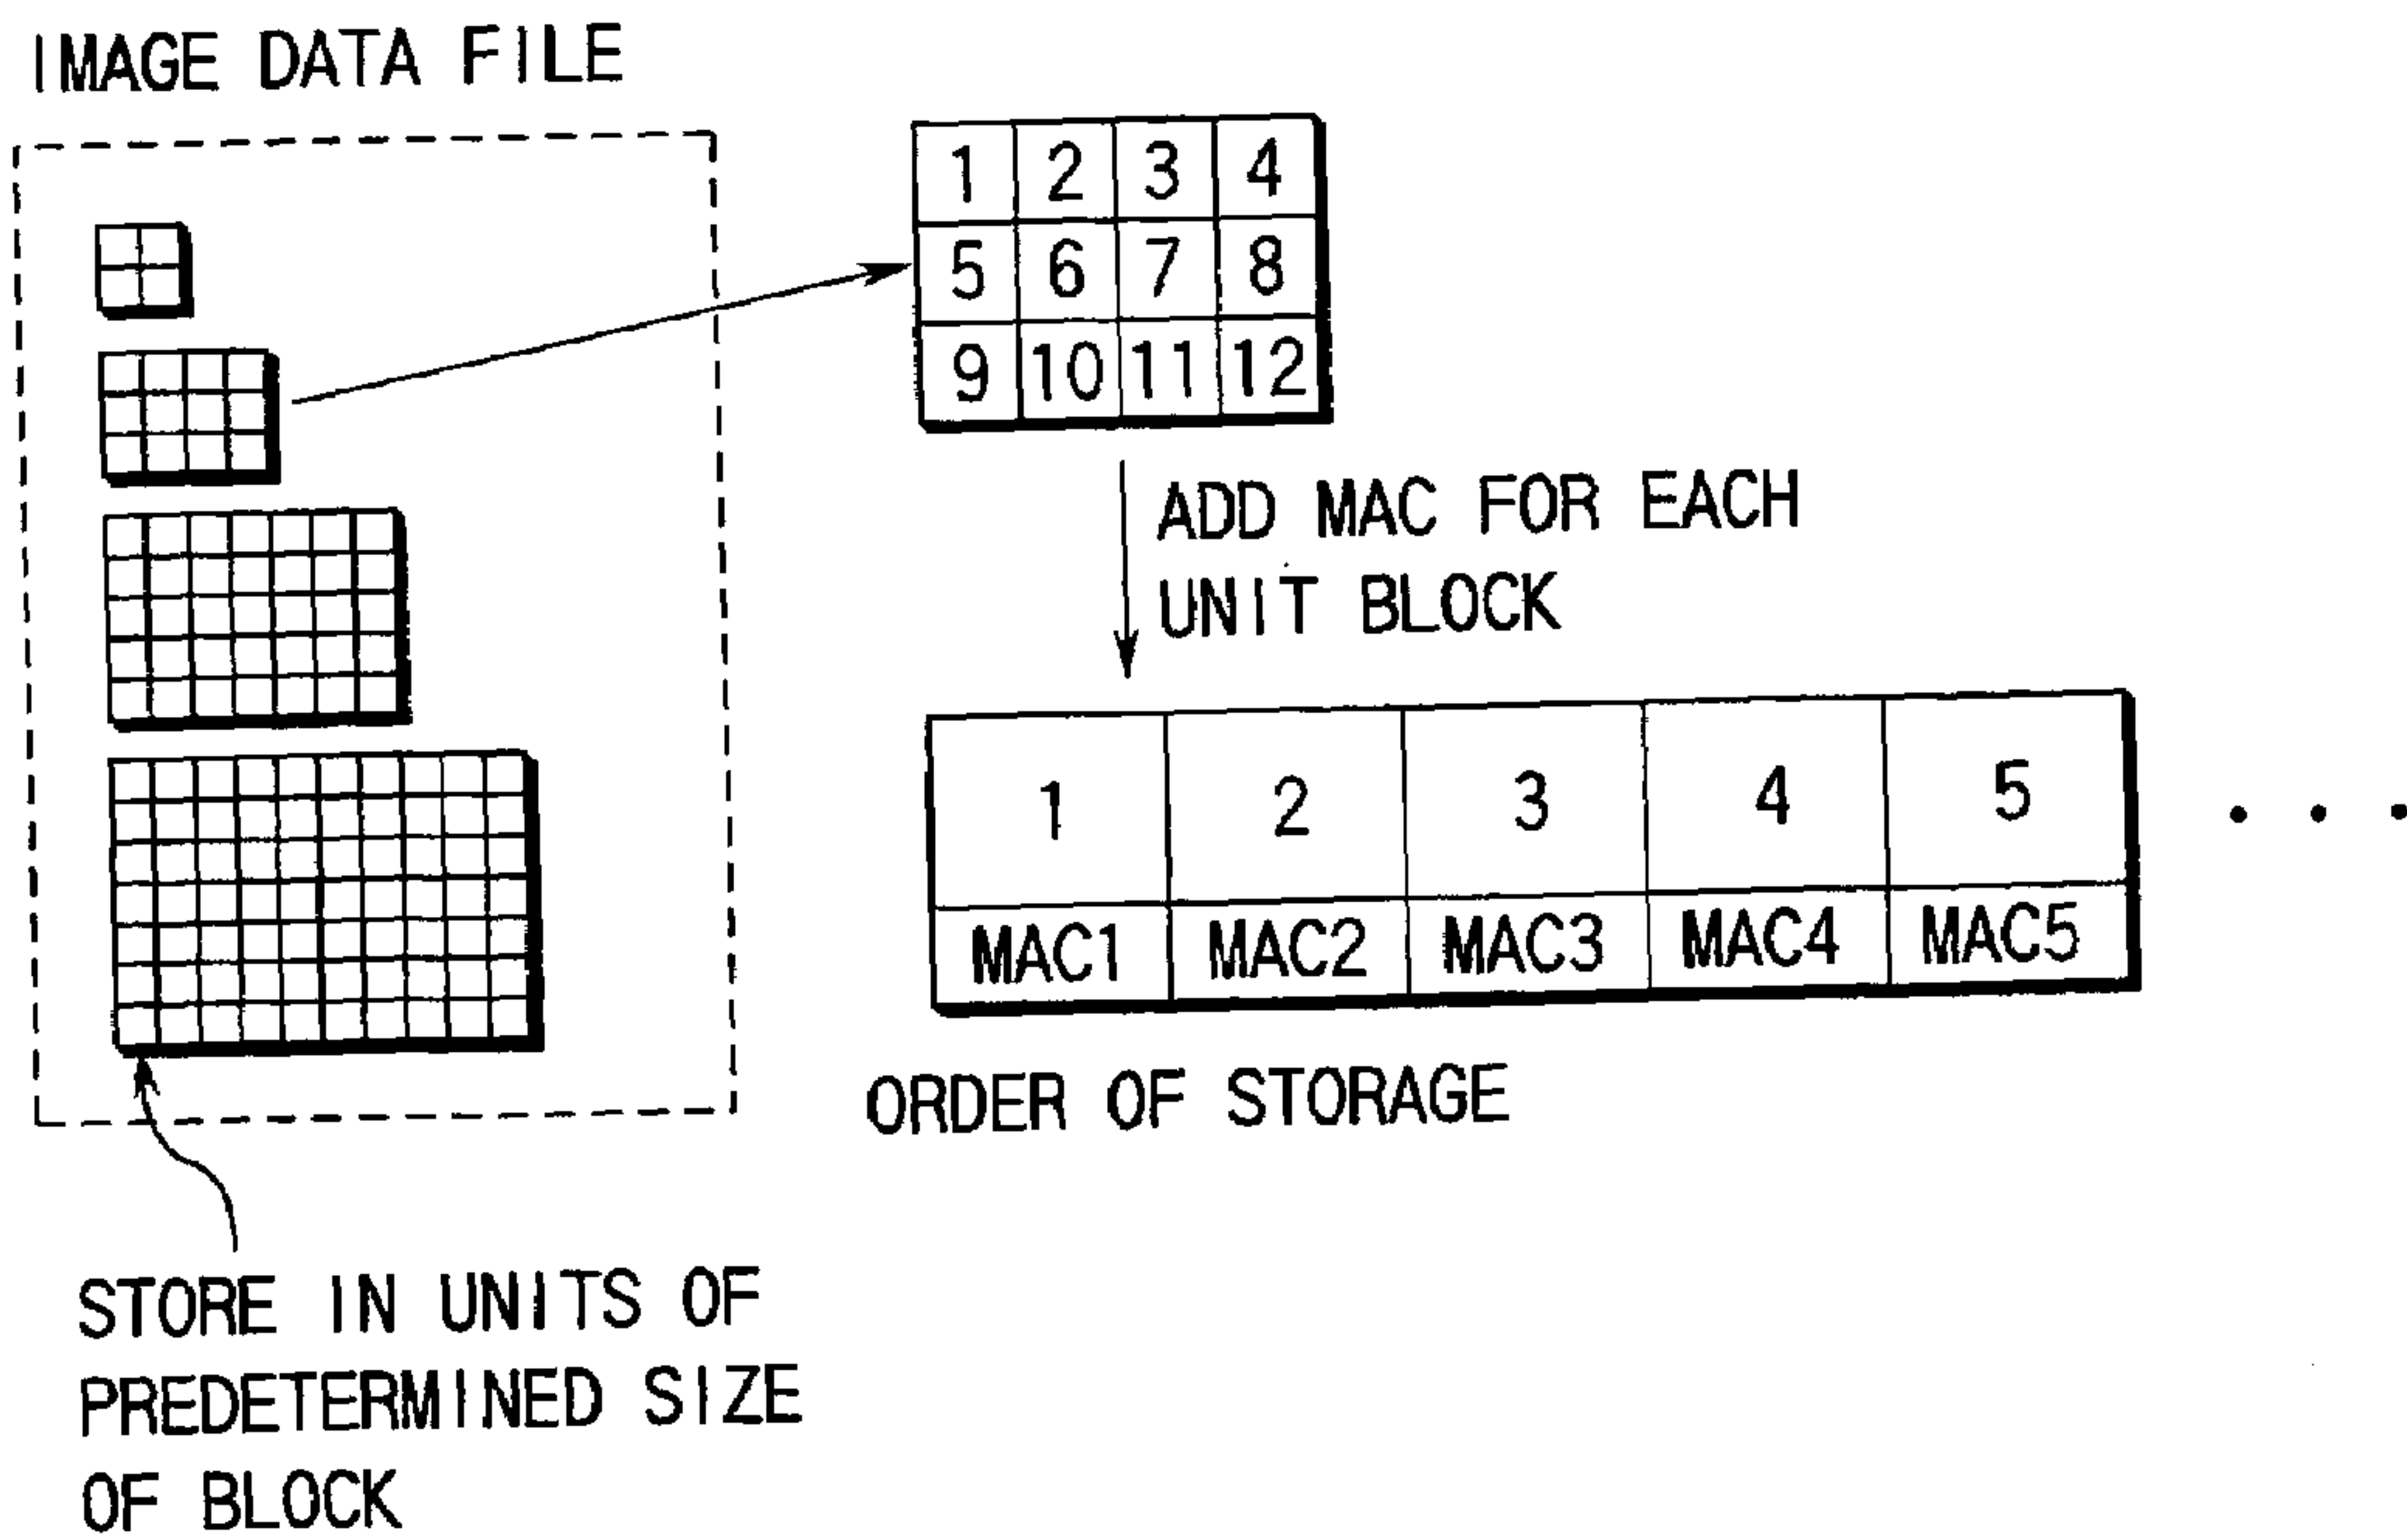 IMAGE DATA FILE
1 2 3 4
5 6 7 8
9 10 11 12
ADD MAC FOR EACH
UNIT BLOCK
1 2 3 4 5 . . .
MAC1 MAC2 MAC3 MAC4 MAC5
ORDER OF STORAGE
STORE IN UNITS OF
PREDETERMINED SIZE
OF BLOCK